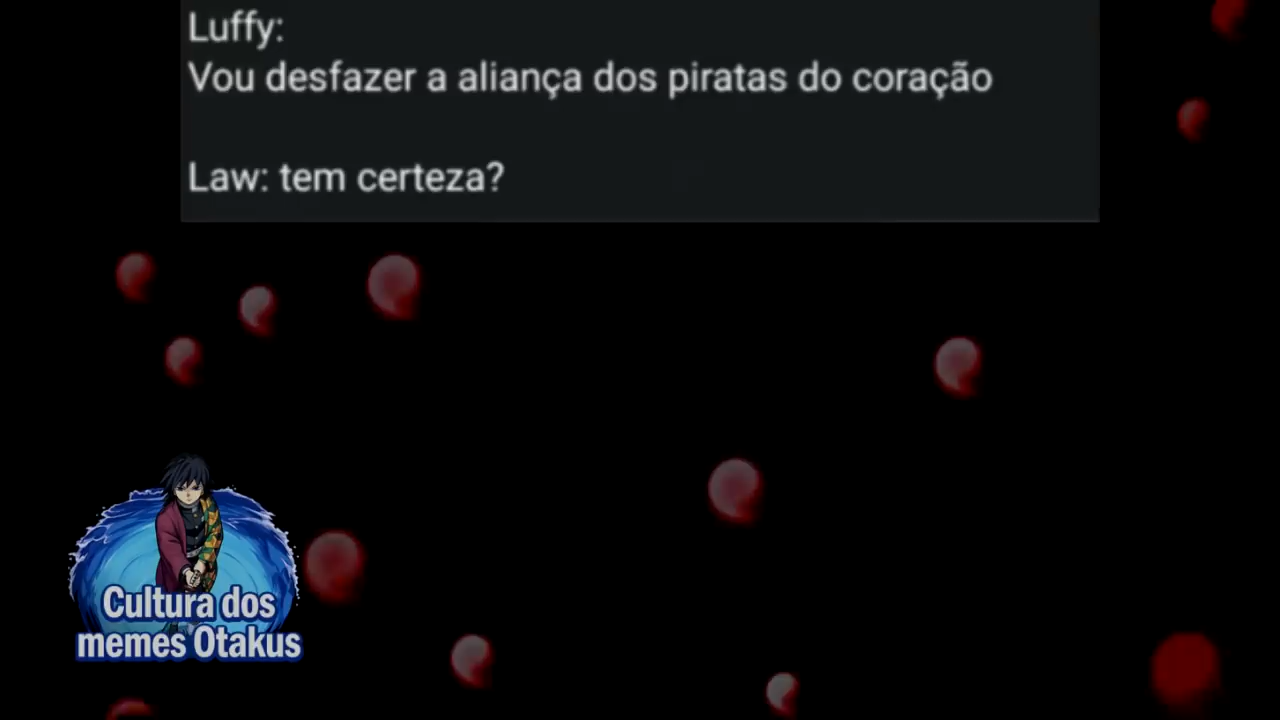 Luffy:
Vou desfazer a aliança dos piratas do coração
Law: tem certeza?
Cultura dos
memes Otakus